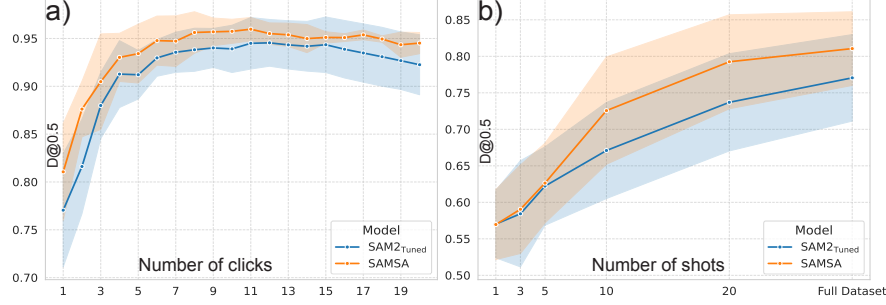 a)
0.95
0.90
0.85
0.80
0.75
0.70
D@0.5
1 3 5 7 9 11 13 15 17 19
Number of clicks
Model
SAM2Tuned
SAMSA
b)
0.85
0.80
0.75
0.70
0.65
0.60
0.55
0.50
D@0.5
1 3 5 10 20 Full Dataset
Number of shots
Model
SAM2Tuned
SAMSA